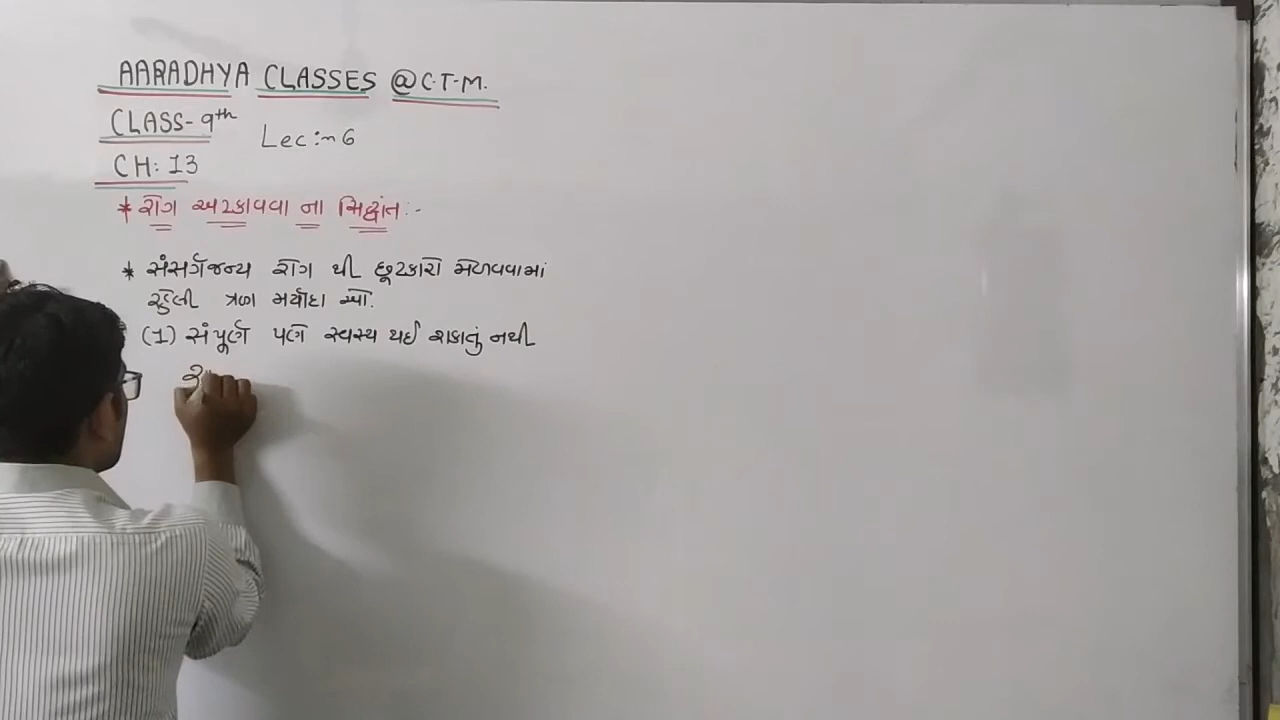 AARADHYA CLASSES @C.T.M.
CLASS-9th
Lec:-6
CH: 13
* રોગ અટકાવવા ના સિદ્ધાંત:-
* સંસર્ગજન્ય રોગ થી છૂટકારો મેળવવામાં
રહેલી ત્રણ મર્યાદા આપો.
(1) સંપૂર્ણ પણે સ્વસ્થ થઈ શકાતું નથી